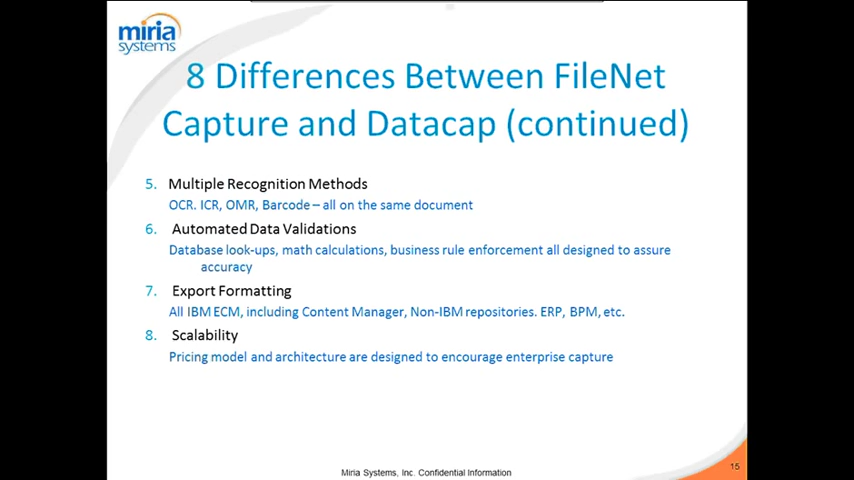 miria
systems
8 Differences Between FileNet
Capture and Datacap (continued)
5. Multiple Recognition Methods
OCR. ICR, OMR, Barcode – all on the same document
6. Automated Data Validations
Database look-ups, math calculations, business rule enforcement all designed to assure
accuracy
7. Export Formatting
All IBM ECM, including Content Manager, Non-IBM repositories. ERP, BPM, etc.
8. Scalability
Pricing model and architecture are designed to encourage enterprise capture
15
Miria Systems, Inc. Confidential Information